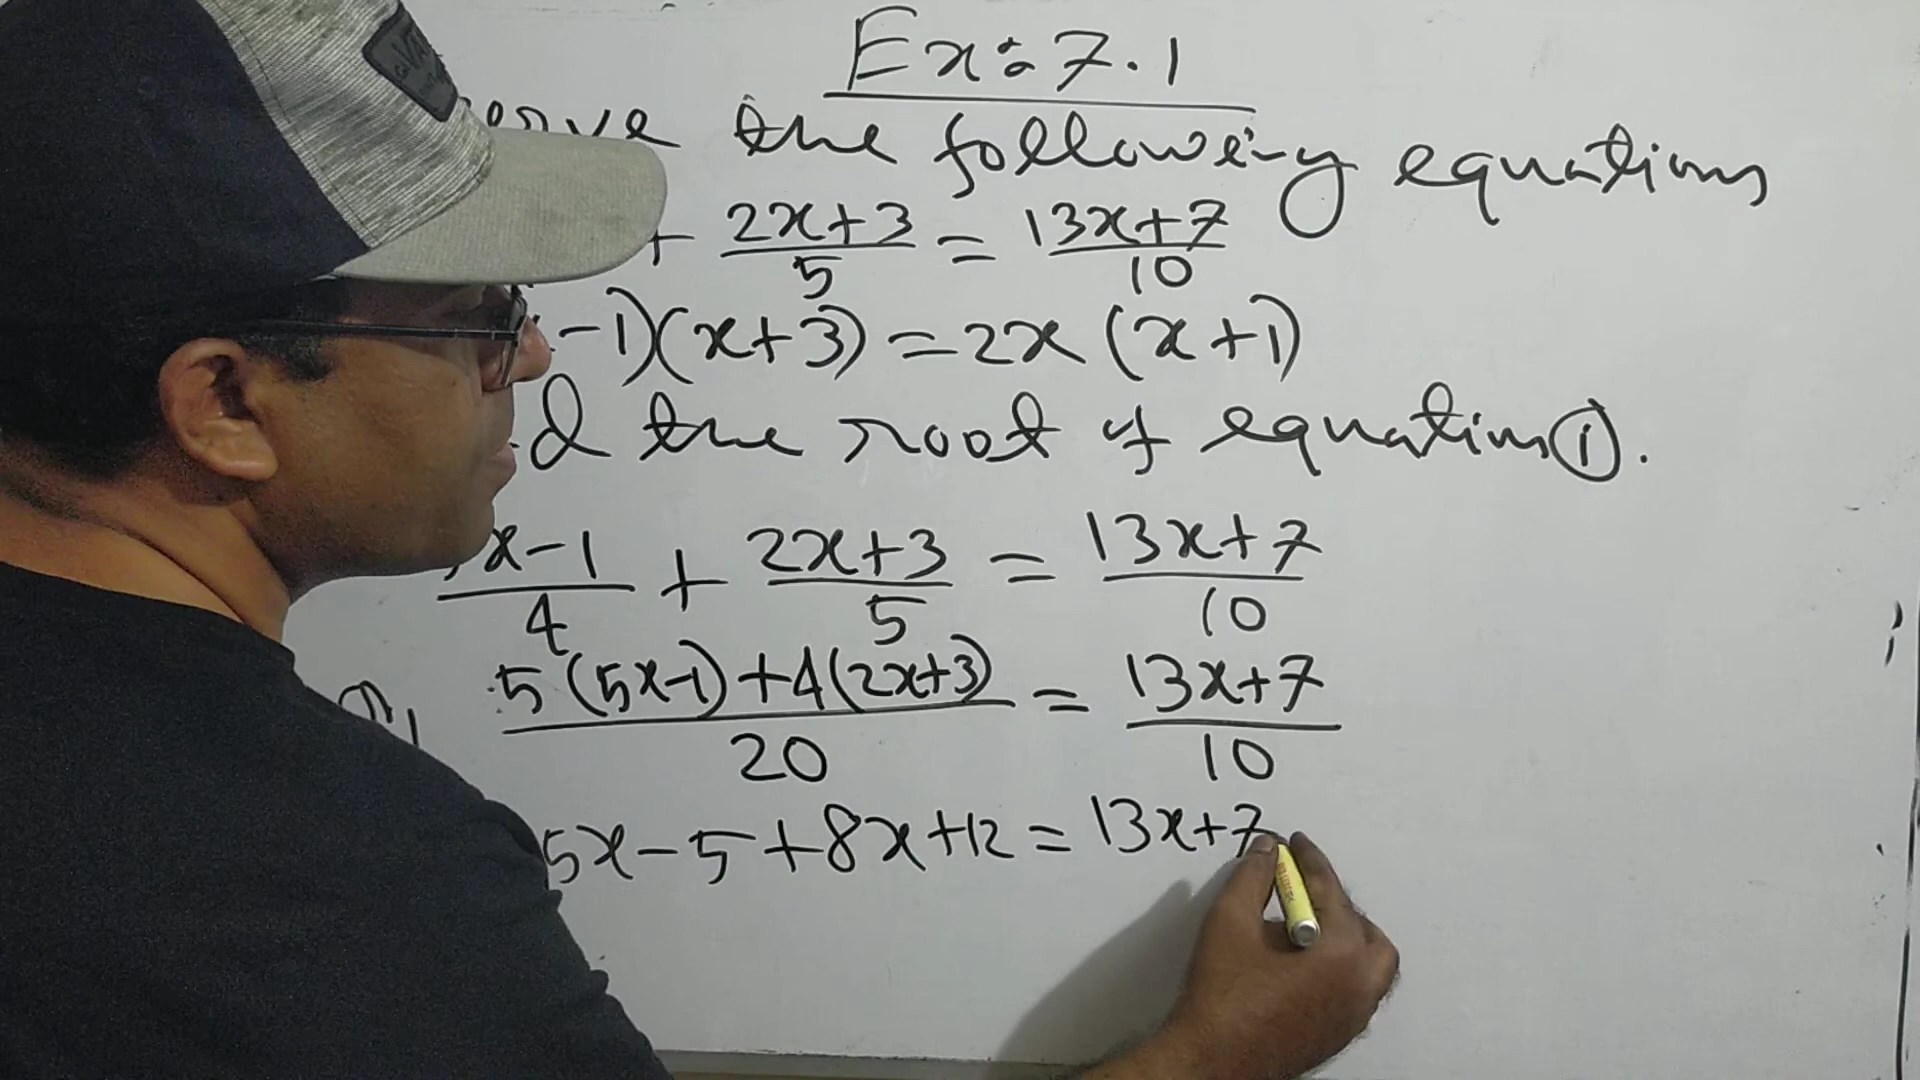 Ex: 7.1
the following equations
+ 2x+3/5 = 13x+7/10
-1)(x+3) = 2x (x+1)
the root of equation ①.
x-1/4 + 2x+3/5 = 13x+7/10
5(5x-1)+4(2x+3)/20 = 13x+7/10
5x-5+8x+12 = 13x+7